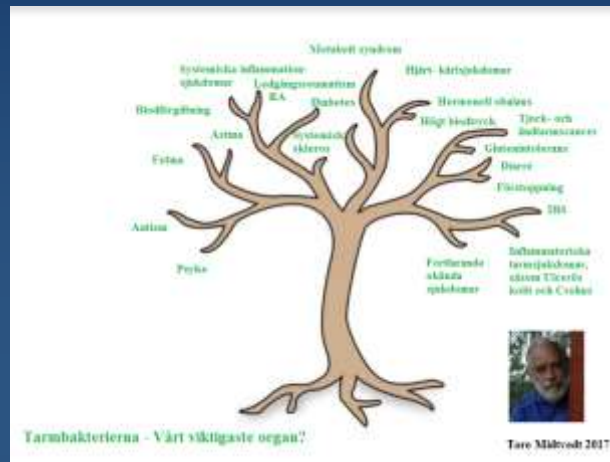 Metabolt syndrom
Systemiska inflammations-
sjukdomar
Ledgångsreumatism
RA
Hjärt- kärlsjukdomar
Blodförgiftning
Diabetes
Hormonell obalans
Högt blodtryck
Tjock- och
ändtarmscancer
Astma
Systemisk
skleros
Glutenintolerans
Fetma
Diarré
Förstoppning
IBS
Autism
Psyke
Fortfarande
okända
sjukdomar
Inflammatoriska
tarmsjukdomar,
såsom Ulcerös
kolit och Crohns
Tarmbakterierna - Vårt viktigaste organ?
Tore Midtvedt 2017